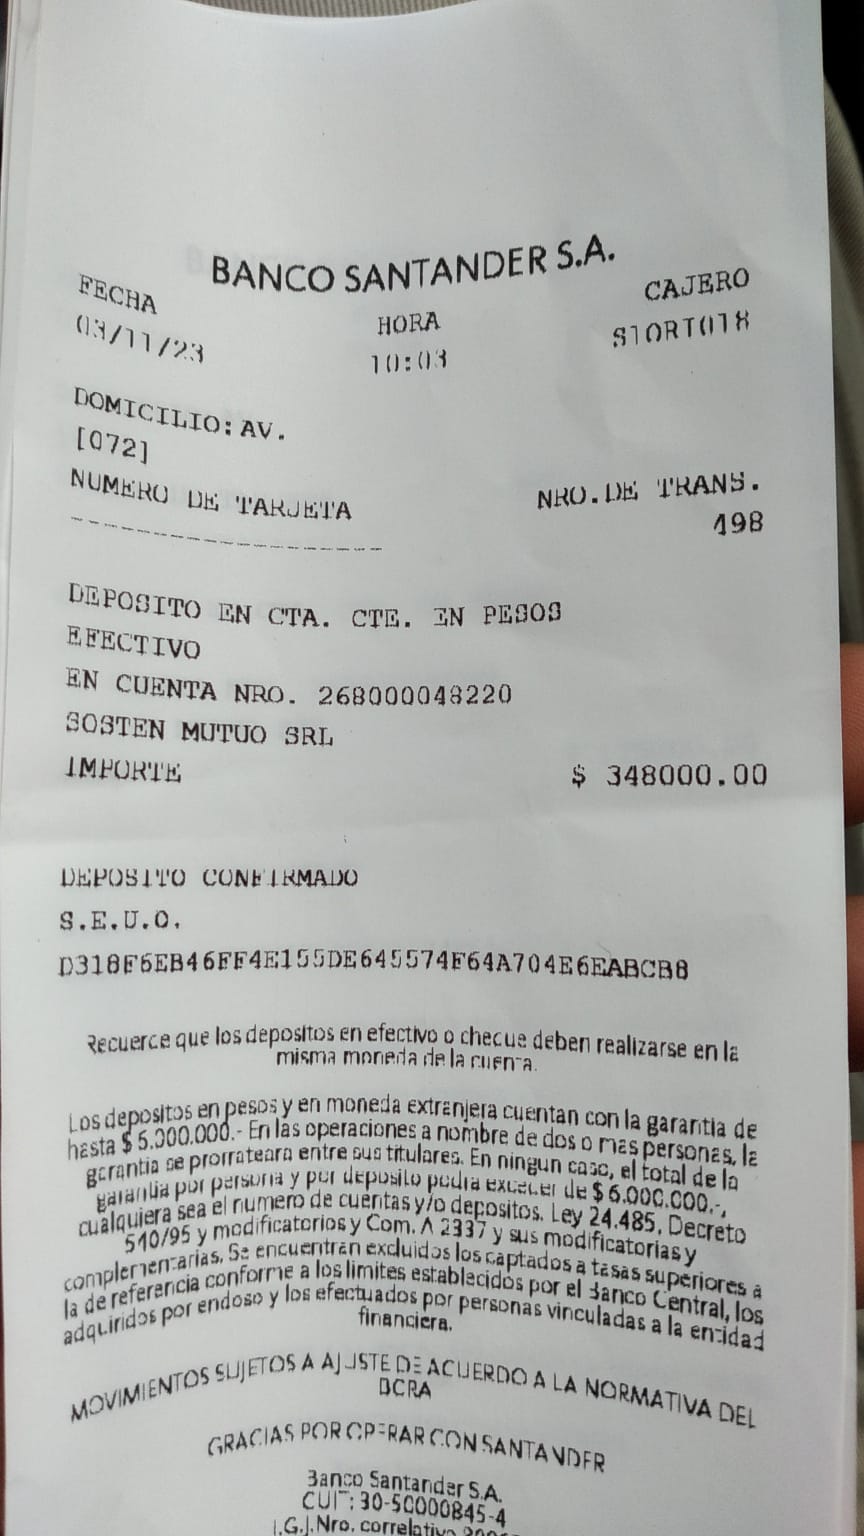 BANCO SANTANDER S.A.
FECHA HORA CAJERO
03/11/23 10:03 S1ORT018
DOMICILIO: AV.
[072]
NUMERO DE TARJETA NRO.DE TRANS.
---------------------- 498
DEPOSITO EN CTA. CTE. EN PESOS
EFECTIVO
EN CUENTA NRO. 268000048220
SOSTEN MUTUO SRL
IMPORTE $ 348000.00
DEPOSITO CONFIRMADO
S.E.U.O.
D318F6EB46FF4E155DE645574F64A704E6EABCB8
Recuerde que los depositos en efectivo o cheque deben realizarse en la
misma moneda de la cuenta.
Los depositos en pesos y en moneda extranjera cuentan con la garantia de
hasta $ 6.000.000.- En las operaciones a nombre de dos o mas personas, la
garantia se prorrateara entre sus titulares. En ningun caso, el total de la
garantia por persona y por deposito podra exceder de $ 6.000.000.-,
cualquiera sea el numero de cuentas y/o depositos. Ley 24.485, Decreto
540/95 y modificatorios y Com. A 2337 y sus modificatorias y
complementarias. Se encuentran excluidos los captados a tasas superiores a
la de referencia conforme a los limites establecidos por el Banco Central, los
adquiridos por endoso y los efectuados por personas vinculadas a la entidad
financiera.
MOVIMIENTOS SUJETOS A AJUSTE DE ACUERDO A LA NORMATIVA DEL
BCRA
GRACIAS POR OPERAR CON SANTANDER
Banco Santander S.A.
CUIT: 30-50000845-4
I.G.J. Nro. correlativo